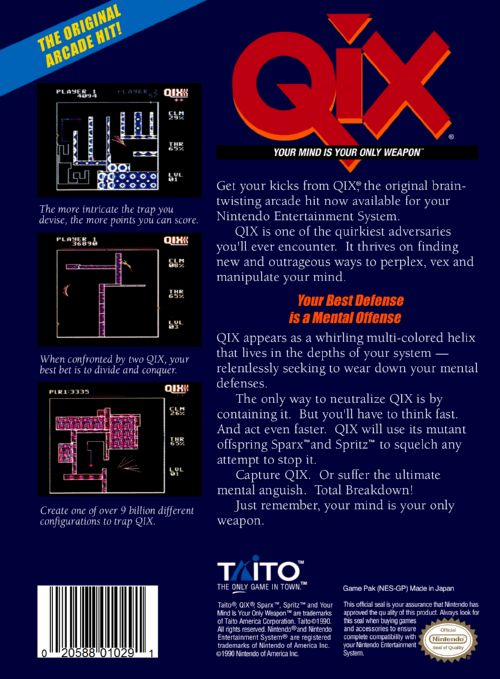 THE ORIGINAL
ARCADE HIT!
QIX®
YOUR MIND IS YOUR ONLY WEAPON™
PLAYER 1
4094
QIX
CLM
29%
THR
65%
LVL
01
The more intricate the trap you
devise, the more points you can score.
PLAYER 1
36890
QIX
CLM
08%
THR
65%
LVL
03
When confronted by two QIX, your
best bet is to divide and conquer.
PLR1:3335
QIX
CLM
26%
THR
65%
LVL
01
Create one of over 9 billion different
configurations to trap QIX.
Get your kicks from QIX® the original brain-
twisting arcade hit now available for your
Nintendo Entertainment System.
QIX is one of the quirkiest adversaries
you'll ever encounter. It thrives on finding
new and outrageous ways to perplex, vex and
manipulate your mind.
Your Best Defense
is a Mental Offense
QIX appears as a whirling multi-colored helix
that lives in the depths of your system —
relentlessly seeking to wear down your mental
defenses.
The only way to neutralize QIX is by
containing it. But you'll have to think fast.
And act even faster. QIX will use its mutant
offspring Sparx™ and Spritz™ to squelch any
attempt to stop it.
Capture QIX. Or suffer the ultimate
mental anguish. Total Breakdown!
Just remember, your mind is your only
weapon.
TAITO™
THE ONLY GAME IN TOWN.™
Taito®, QIX® Sparx™, Spritz™ and Your
Mind Is Your Only Weapon™ are trademarks
of Taito America Corporation. Taito©1990.
All rights reserved. Nintendo® and Nintendo
Entertainment System® are registered
trademarks of Nintendo of America Inc.
©1990 Nintendo of America Inc.
Game Pak (NES-GP) Made in Japan
This official seal is your assurance that Nintendo has
approved the quality of this product. Always look for
this seal when buying games
and accessories to ensure
complete compatibility with
your Nintendo Entertainment
System.
Official
Nintendo
Seal of Quality
0 20588 01029 1